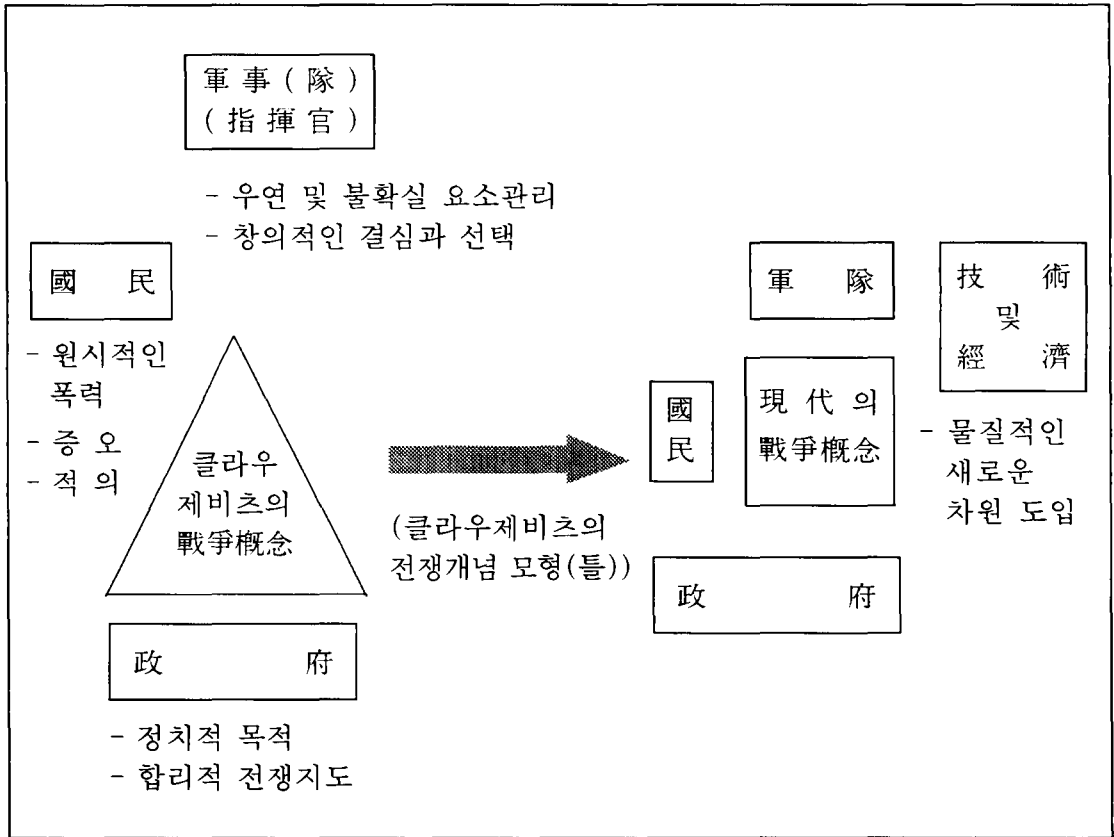 軍 事 ( 隊 )
( 指 揮 官 )
- 우연 및 불확실 요소관리
- 창의적인 결심과 선택
國 民
- 원시적인
폭력
- 증 오
- 적 의
클라우
제비츠의
戰爭槪念
政 府
- 정치적 목적
- 합리적 전쟁지도
(클라우제비츠의
전쟁개념 모형(틀))
軍 隊
國
民
現 代 의
戰爭槪念
政 府
技 術
및
經 濟
- 물질적인
새로운
차원 도입